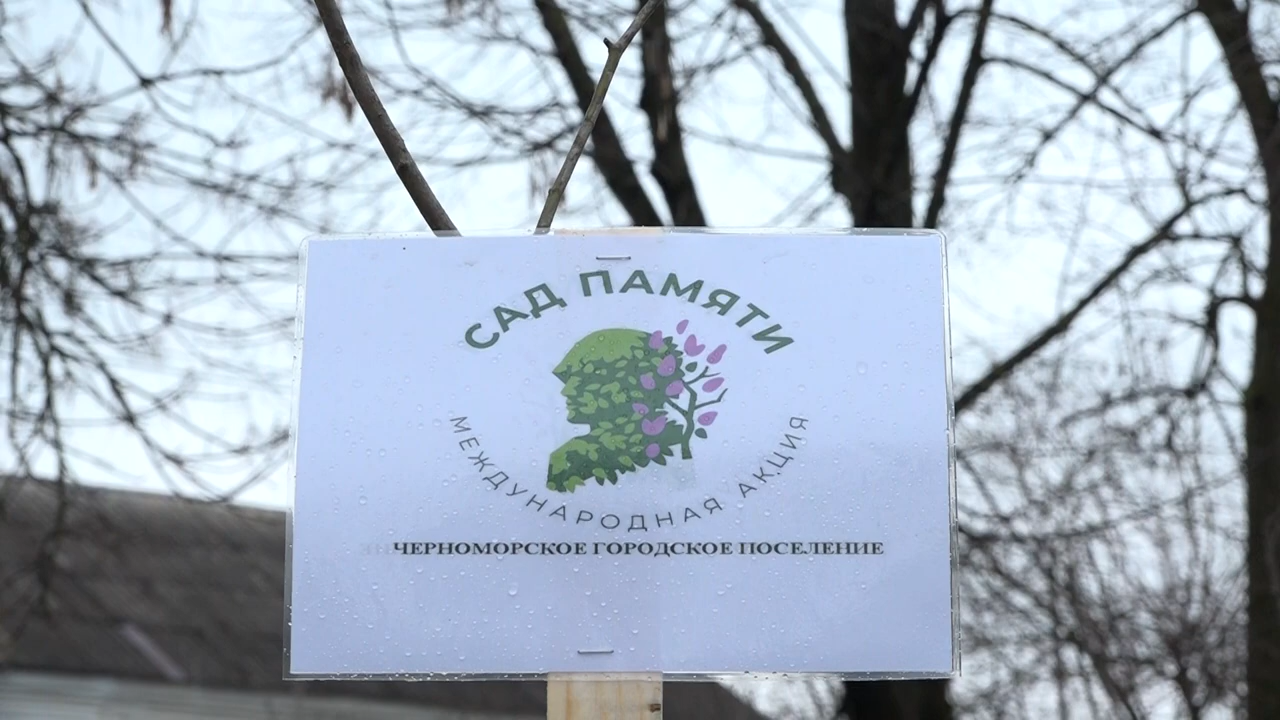 САД ПАМЯТИ
МЕЖДУНАРОДНАЯ АКЦИЯ
ЧЕРНОМОРСКОЕ ГОРОДСКОЕ ПОСЕЛЕНИЕ